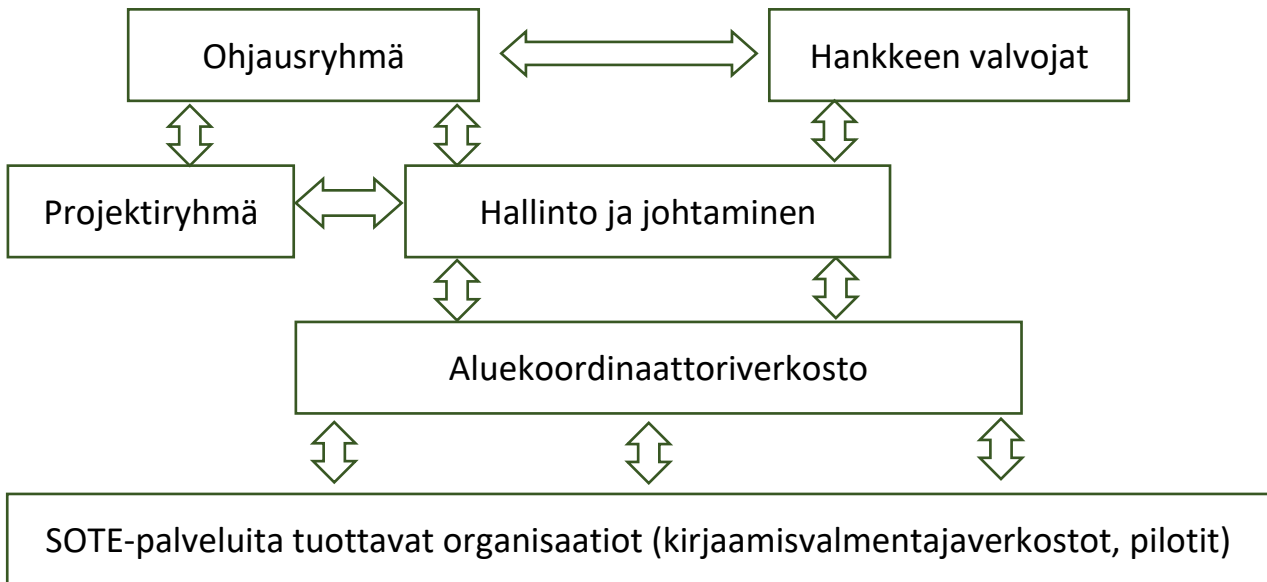 Ohjausryhmä
Hankkeen valvojat
Projektiryhmä
Hallinto ja johtaminen
Aluekoordinaattoriverkosto
SOTE-palveluita tuottavat organisaatiot (kirjaamisvalmentajaverkostot, pilotit)